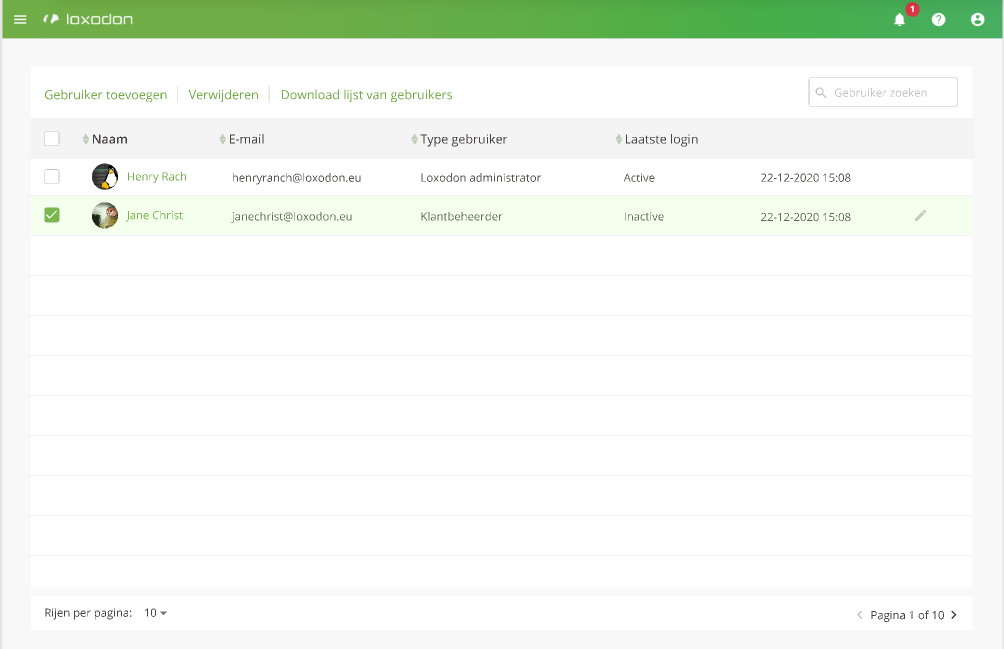 loxodon
1
Gebruiker toevoegen Verwijderen Download lijst van gebruikers Gebruiker zoeken
Naam E-mail Type gebruiker Laatste login
Henry Rach henryranch@loxodon.eu Loxodon administrator Active 22-12-2020 15:08
Jane Christ janechrist@loxodon.eu Klantbeheerder Inactive 22-12-2020 15:08
Rijen per pagina: 10 Pagina 1 of 10